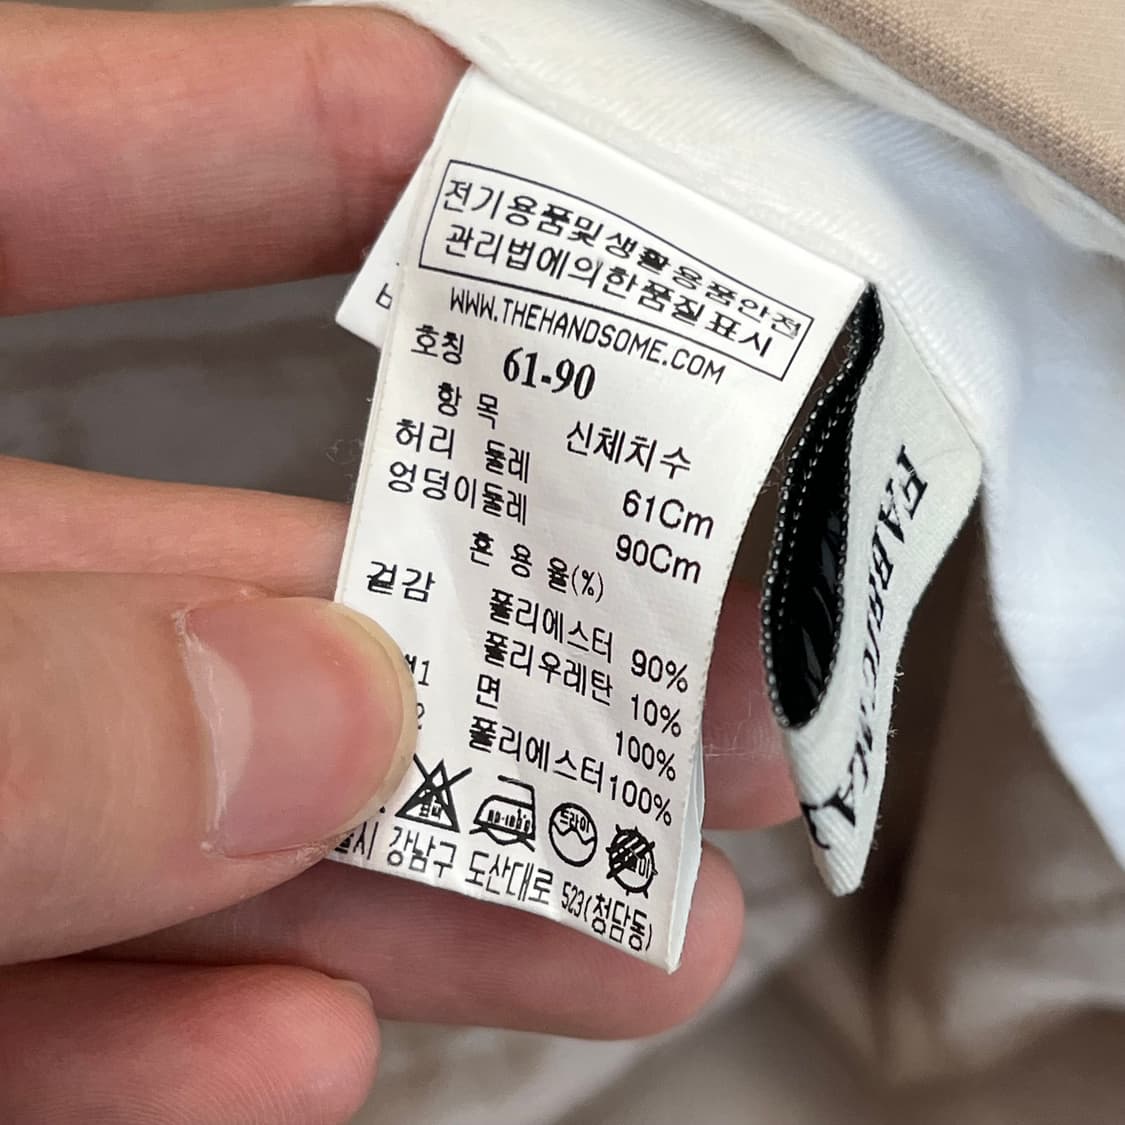 전기용품및생활용품안전
관리법에의한품질표시
WWW.THEHANDSOME.COM
호칭 61-90
항 목 신체치수
허리 둘레 61Cm
엉덩이둘레 90Cm
혼 용 율(%)
겉감 폴리에스터 90%
폴리우레탄 10%
면 100%
폴리에스터100%
드라이
강남구 도산대로 523(청담동)